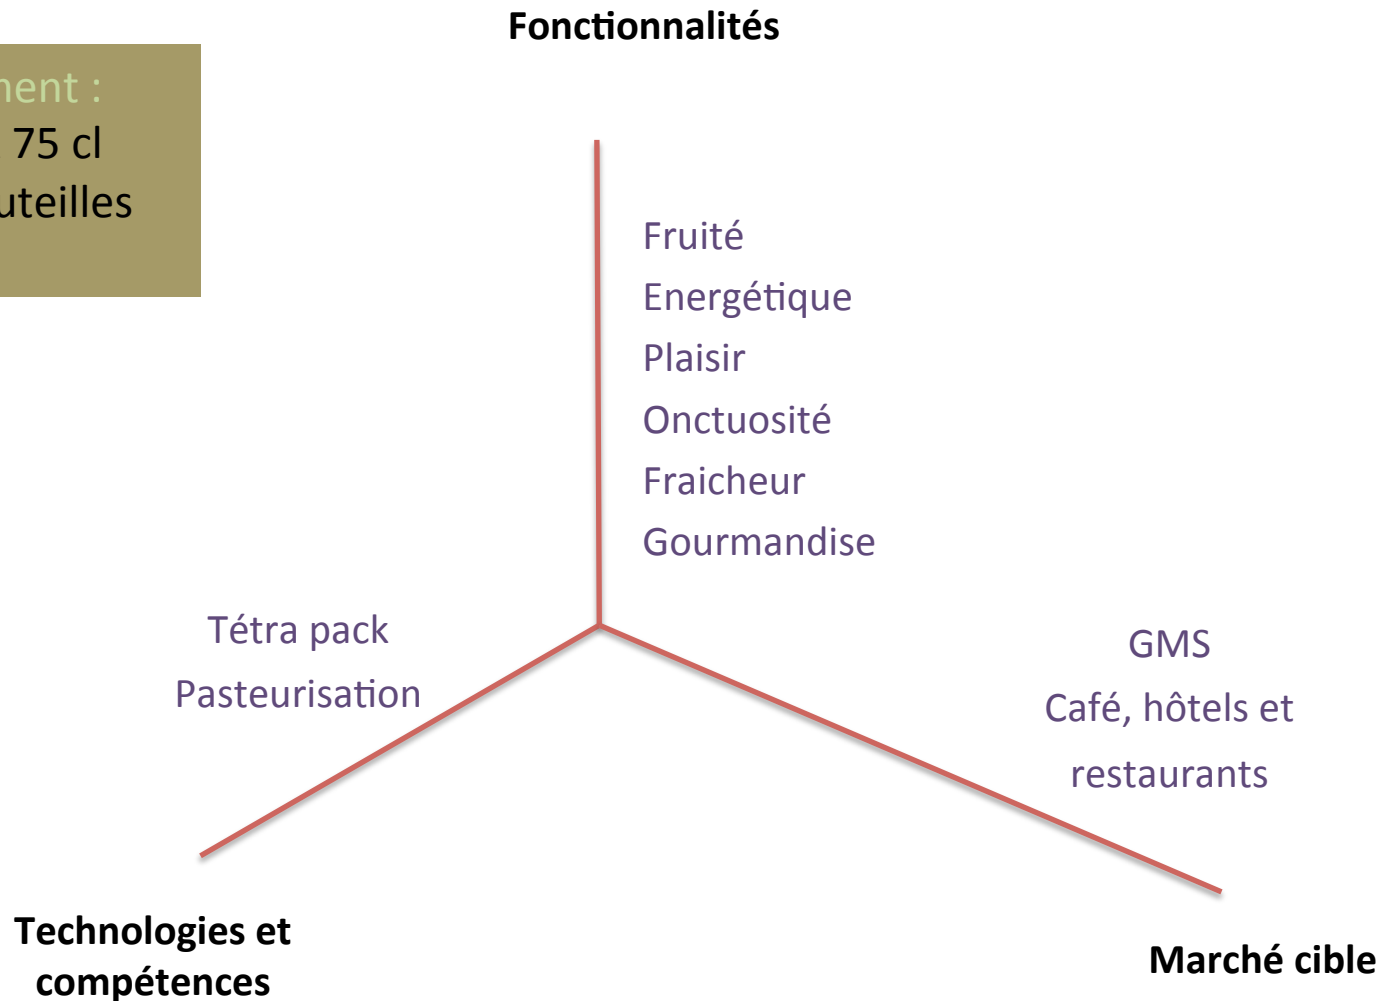 Fonctionnalités
ment :
75 cl
uteilles
Fruité
Energétique
Plaisir
Onctuosité
Fraicheur
Gourmandise
Tétra pack
Pasteurisation
GMS
Café, hôtels et
restaurants
Technologies et
compétences
Marché cible